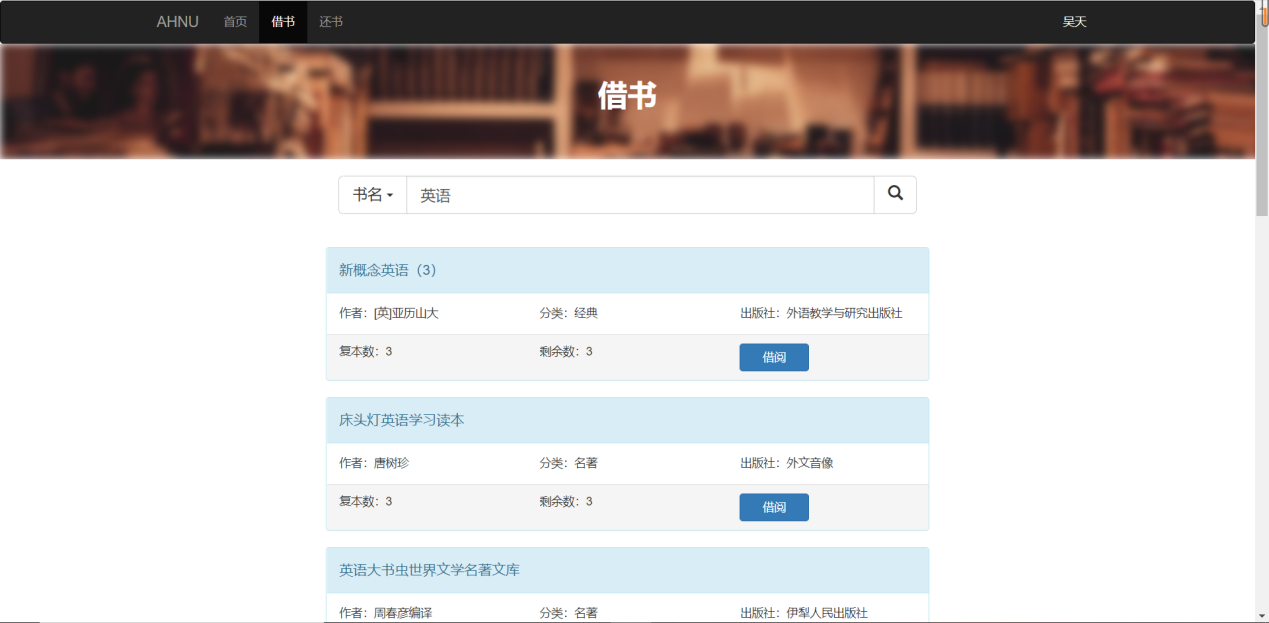 AHNU 首页 借书 还书 吴天
借书
书名 英语
新概念英语（3）
作者：[英]亚历山大 分类：经典 出版社：外语教学与研究出版社
复本数：3 剩余数：3 借阅
床头灯英语学习读本
作者：唐树珍 分类：名著 出版社：外文音像
复本数：3 剩余数：3 借阅
英语大书虫世界文学名著文库
作者：周春彦编译 分类：名著 出版社：伊犁人民出版社